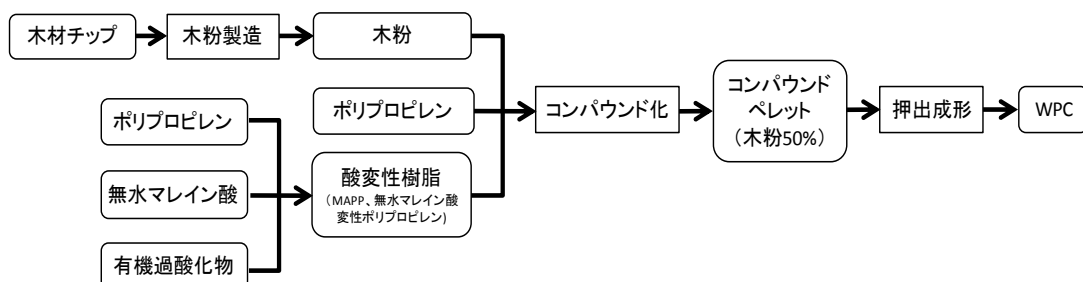 木材チップ
木粉製造
木粉
ポリプロピレン
無水マレイン酸
有機過酸化物
ポリプロピレン
酸変性樹脂
（MAPP、無水マレイン酸
変性ポリプロピレン)
コンパウンド化
コンパウンド
ペレット
（木粉50%）
押出成形
WPC